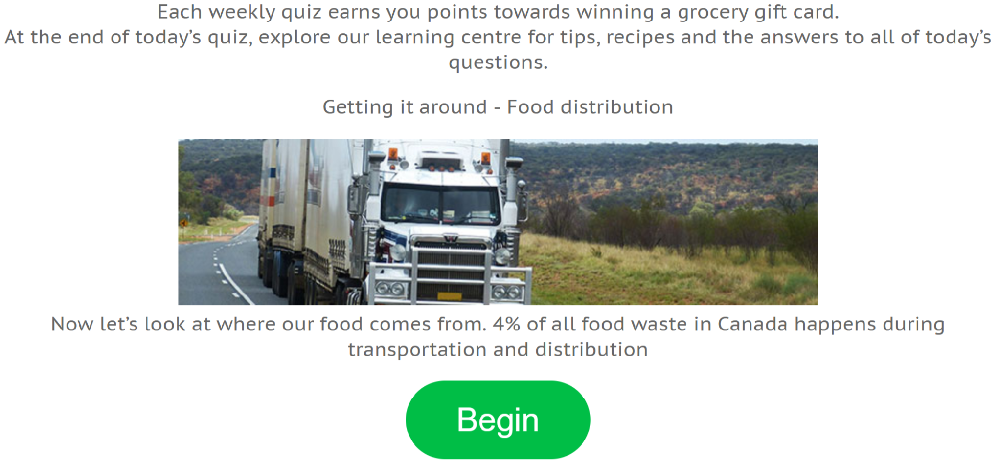 Each weekly quiz earns you points towards winning a grocery gift card.
At the end of today’s quiz, explore our learning centre for tips, recipes and the answers to all of today’s
questions.
Getting it around - Food distribution
Now let’s look at where our food comes from. 4% of all food waste in Canada happens during
transportation and distribution
Begin